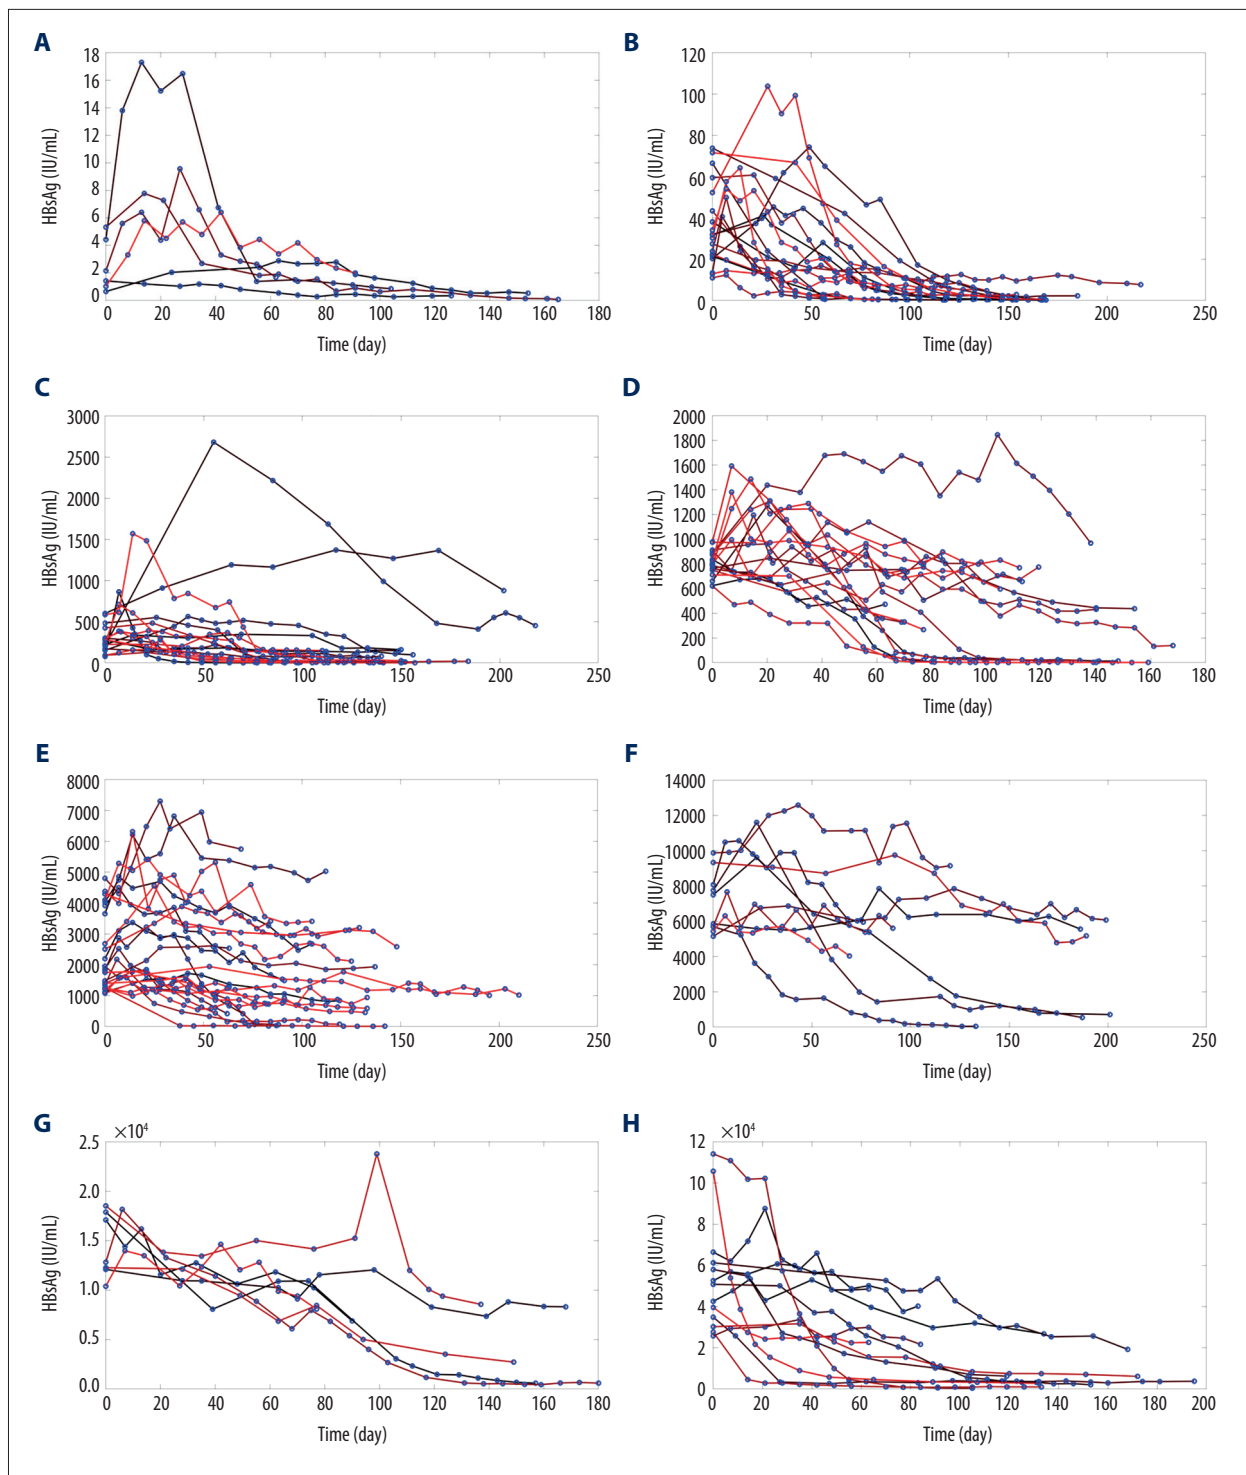 A
HBsAg (IU/mL)
18
16
14
12
10
8
6
4
2
0
0 20 40 60 80 100 120 140 160 180
Time (day)
B
HBsAg (IU/mL)
120
100
80
60
40
20
0
0 50 100 150 200 250
Time (day)
C
HBsAg (IU/mL)
3000
2500
2000
1500
1000
500
0
0 50 100 150 200 250
Time (day)
D
HBsAg (IU/mL)
2000
1800
1600
1400
1200
1000
800
600
400
200
0
0 20 40 60 80 100 120 140 160 180
Time (day)
E
HBsAg (IU/mL)
8000
7000
6000
5000
4000
3000
2000
1000
0
0 50 100 150 200 250
Time (day)
F
HBsAg (IU/mL)
14000
12000
10000
8000
6000
4000
2000
0
0 50 100 150 200 250
Time (day)
G
×10⁴
HBsAg (IU/mL)
2.5
2.0
1.5
1.0
0.5
0.0
0 20 40 60 80 100 120 140 160 180
Time (day)
H
×10⁴
HBsAg (IU/mL)
12
10
8
6
4
2
0
0 20 40 60 80 100 120 140 160 180 200
Time (day)